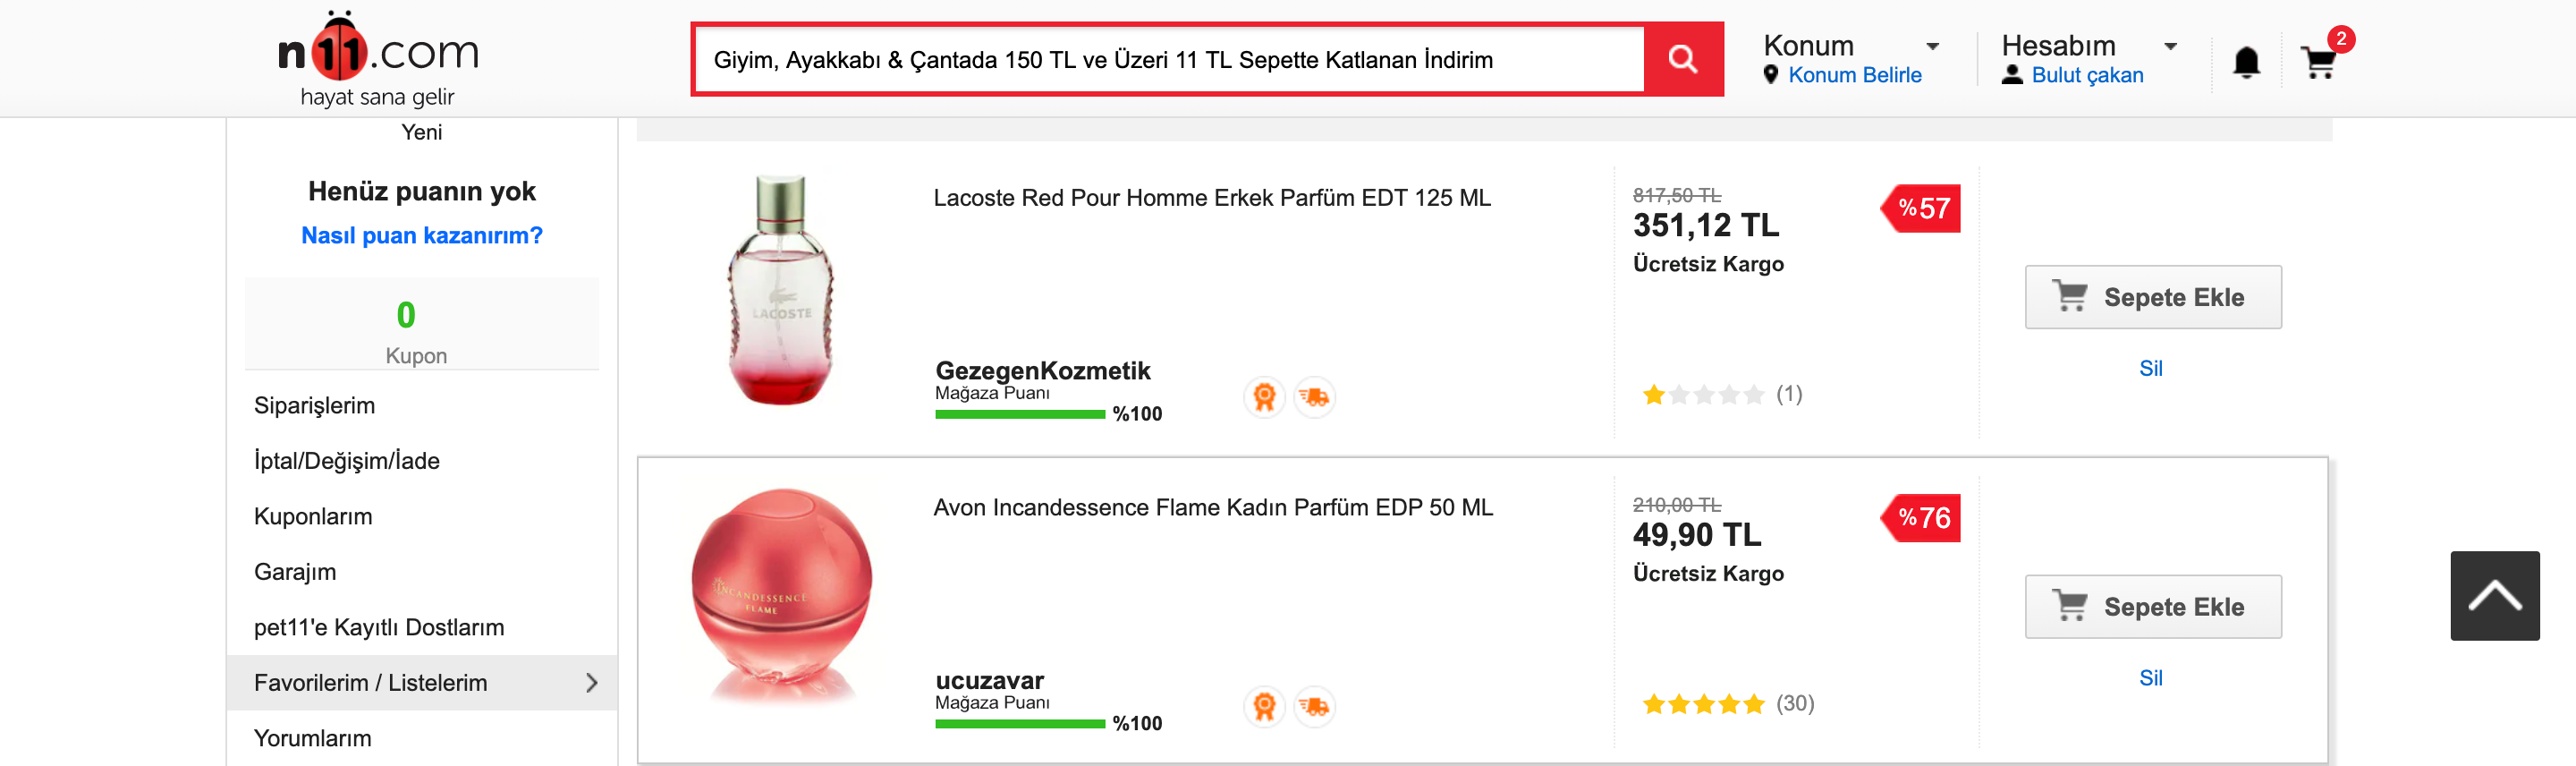 n11.com
hayat sana gelir
Giyim, Ayakkabı & Çantada 150 TL ve Üzeri 11 TL Sepette Katlanan İndirim
Konum
Konum Belirle
Hesabım
Bulut çakan
2
Yeni
Henüz puanın yok
Nasıl puan kazanırım?
0
Kupon
Siparişlerim
İptal/Değişim/İade
Kuponlarım
Garajım
pet11'e Kayıtlı Dostlarım
Favorilerim / Listelerim
Yorumlarım
LACOSTE
Lacoste Red Pour Homme Erkek Parfüm EDT 125 ML
GezegenKozmetik
Mağaza Puanı
%100
817,50 TL
351,12 TL
Ücretsiz Kargo
%57
(1)
Sepete Ekle
Sil
INCANDESSENCE
FLAME
Avon Incandessence Flame Kadın Parfüm EDP 50 ML
ucuzavar
Mağaza Puanı
%100
210,00 TL
49,90 TL
Ücretsiz Kargo
%76
(30)
Sepete Ekle
Sil